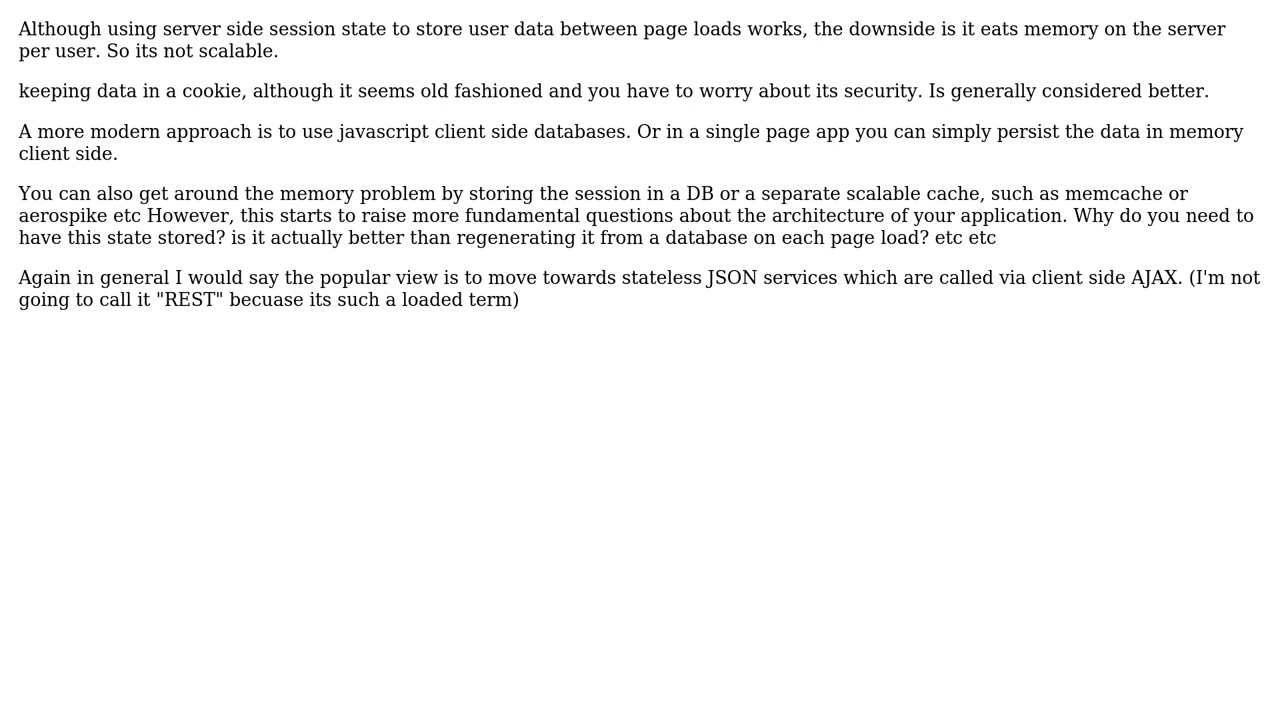 Although using server side session state to store user data between page loads works, the downside is it eats memory on the server
per user. So its not scalable.
keeping data in a cookie, although it seems old fashioned and you have to worry about its security. Is generally considered better.
A more modern approach is to use javascript client side databases. Or in a single page app you can simply persist the data in memory
client side.
You can also get around the memory problem by storing the session in a DB or a separate scalable cache, such as memcache or
aerospike etc However, this starts to raise more fundamental questions about the architecture of your application. Why do you need to
have this state stored? is it actually better than regenerating it from a database on each page load? etc etc
Again in general I would say the popular view is to move towards stateless JSON services which are called via client side AJAX. (I'm not
going to call it "REST" becuase its such a loaded term)